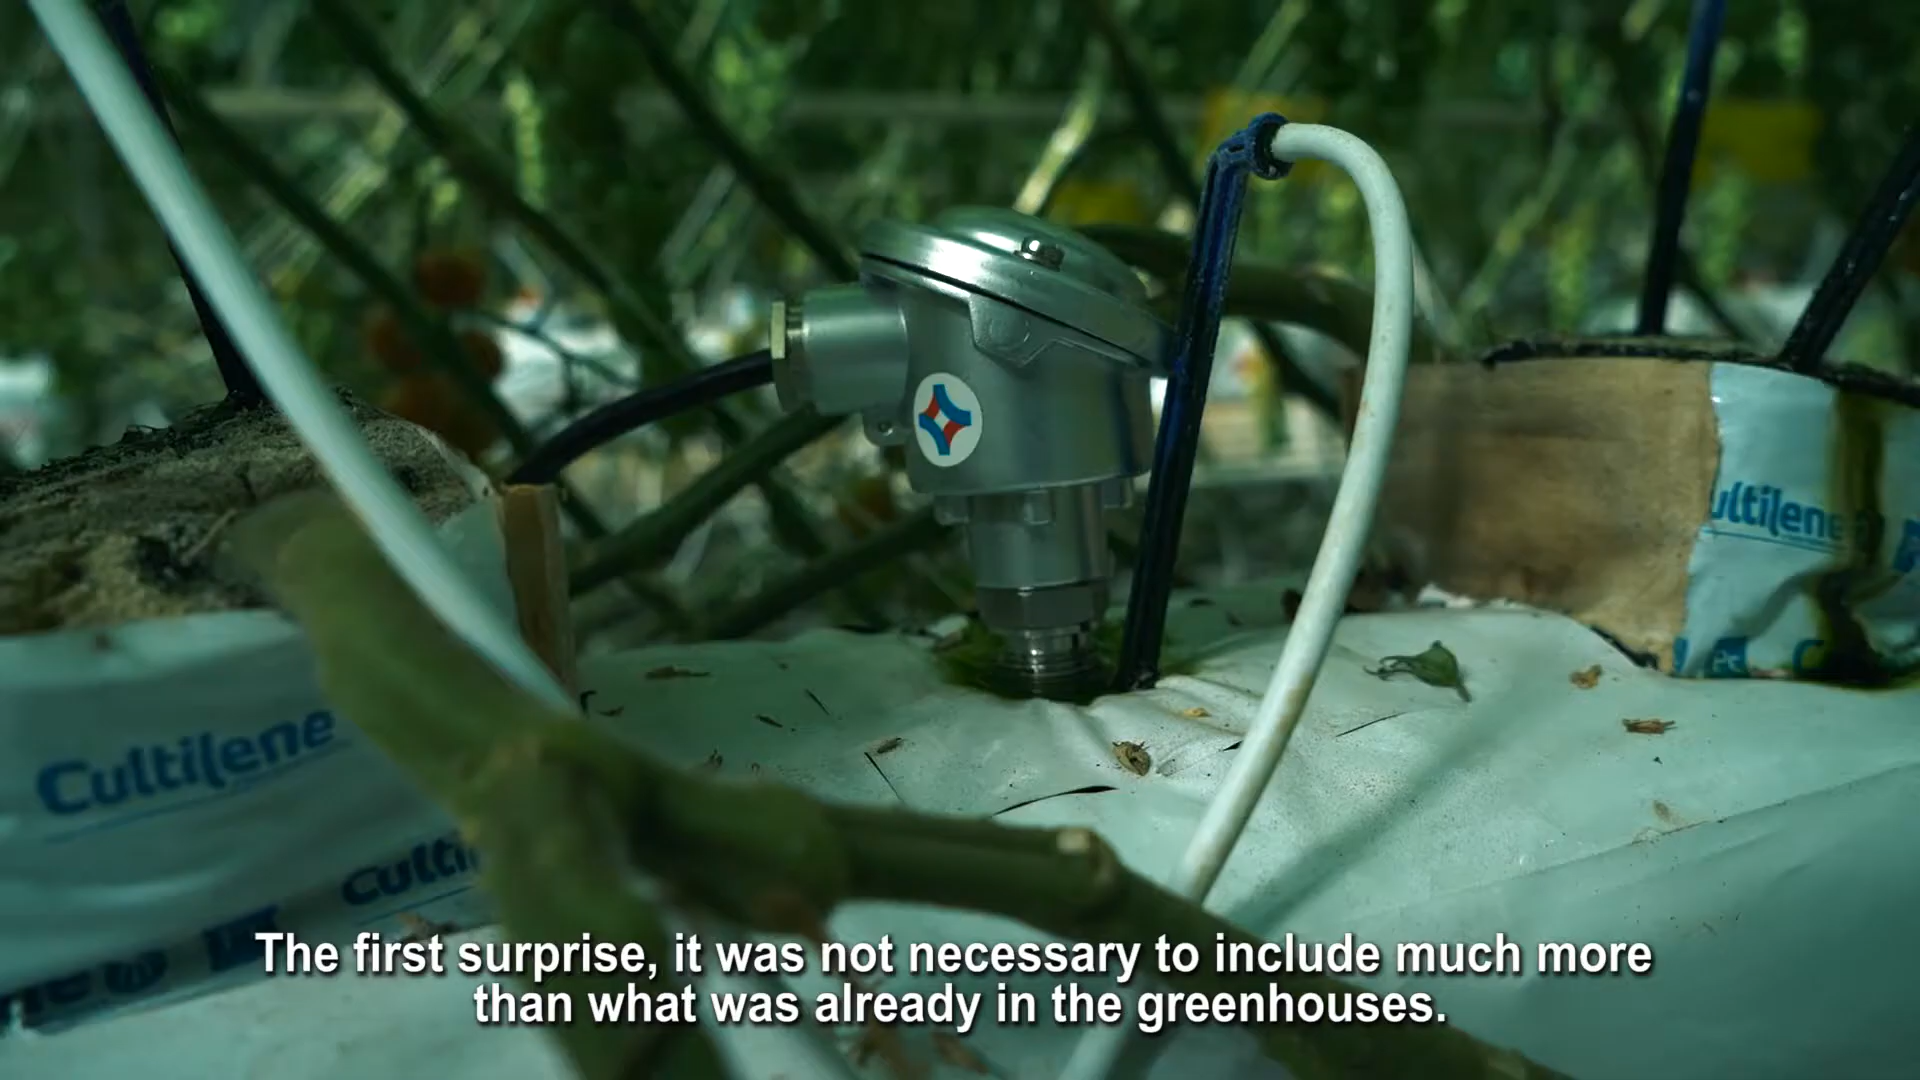 ultilene
Cultilene
The first surprise, it was not necessary to include much more
than what was already in the greenhouses.